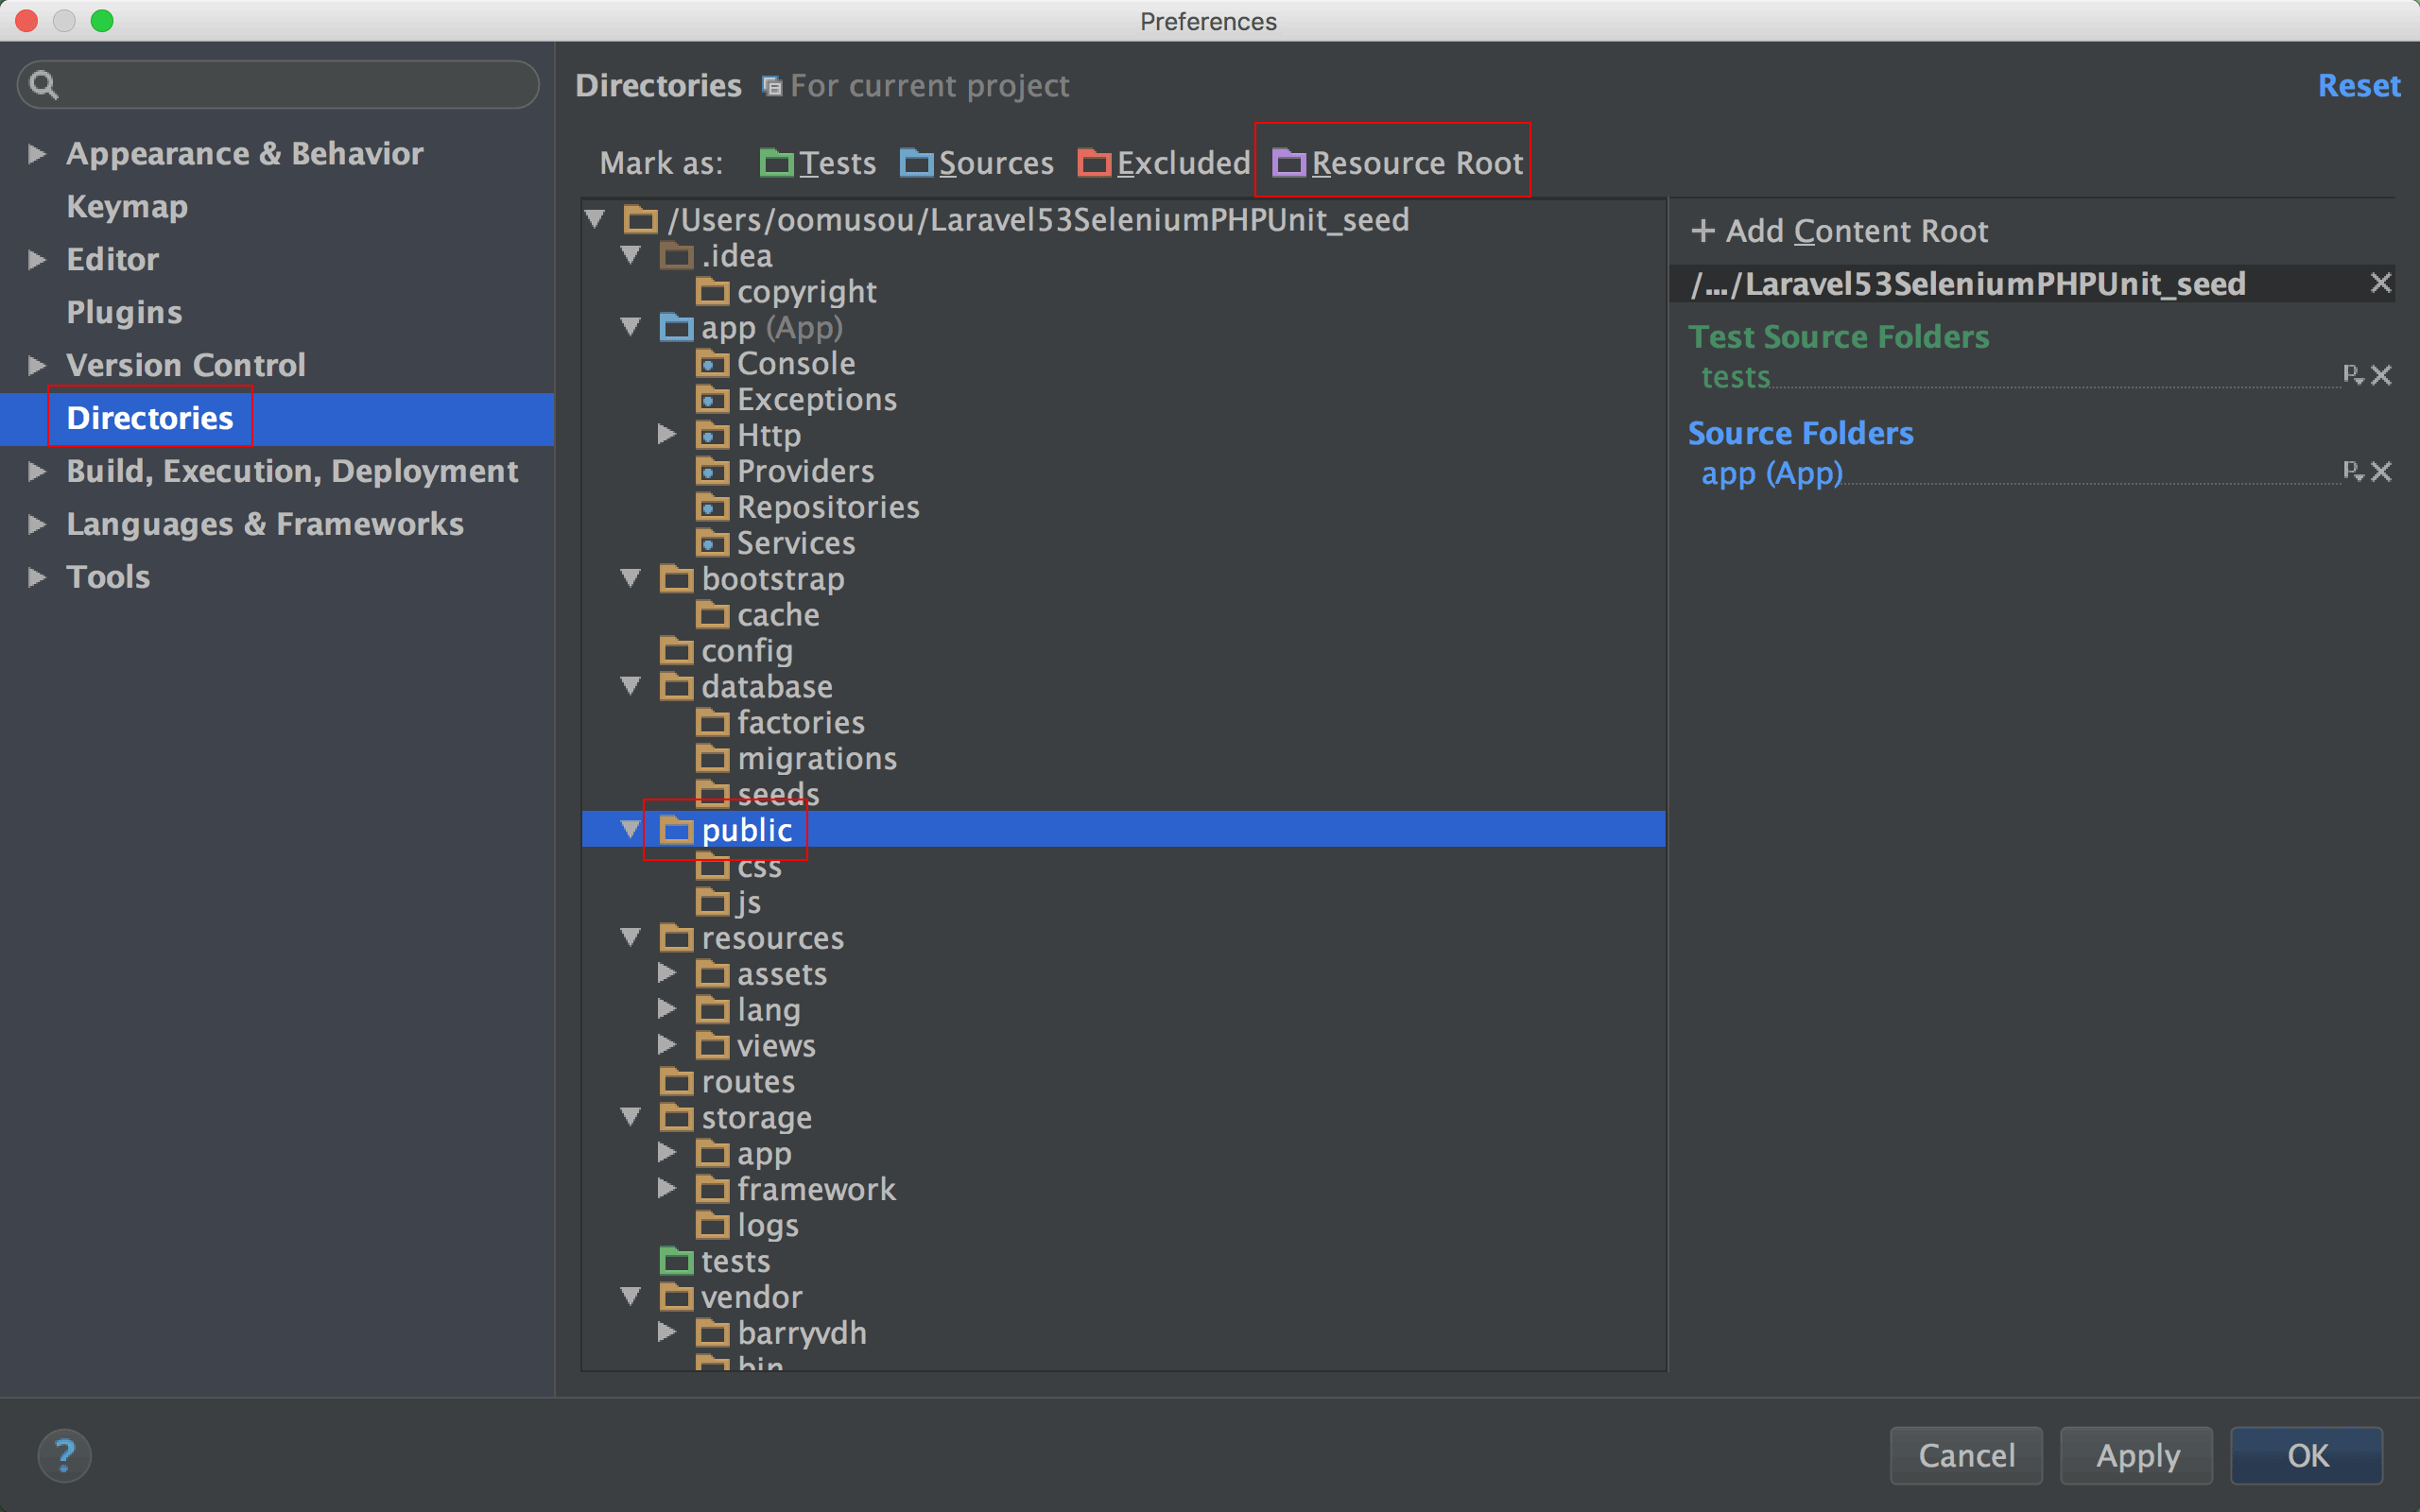 Preferences
Appearance & Behavior
Keymap
Editor
Plugins
Version Control
Directories
Build, Execution, Deployment
Languages & Frameworks
Tools
Directories For current project
Reset
Mark as: Tests Sources Excluded Resource Root
/Users/oomusou/Laravel53SeleniumPHPUnit_seed
.idea
copyright
app (App)
Console
Exceptions
Http
Providers
Repositories
Services
bootstrap
cache
config
database
factories
migrations
seeds
public
css
js
resources
assets
lang
views
routes
storage
app
framework
logs
tests
vendor
barryvdh
bin
+ Add Content Root
/.../Laravel53SeleniumPHPUnit_seed
Test Source Folders
tests
P
Source Folders
app (App)
P
?
Cancel
Apply
OK